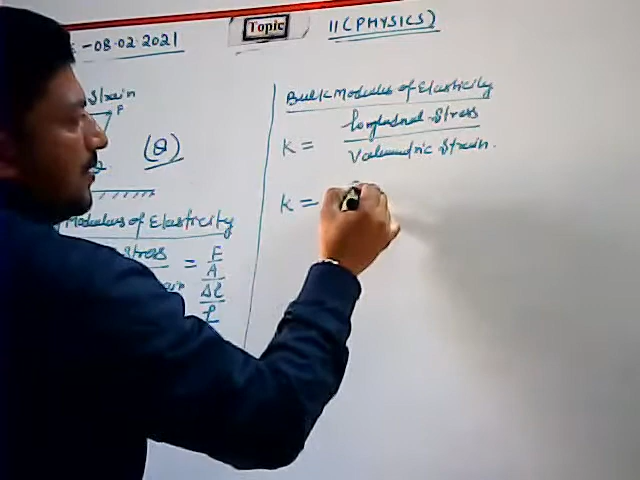 -08.02.2021
Topic
11(PHYSICS)
Strain
F
(θ)
Modulus of Elasticity
Stress = F
A
Δl
l
Bulk Modulus of Elasticity
K = Longitudinal Stress
Volumetric Strain.
K =